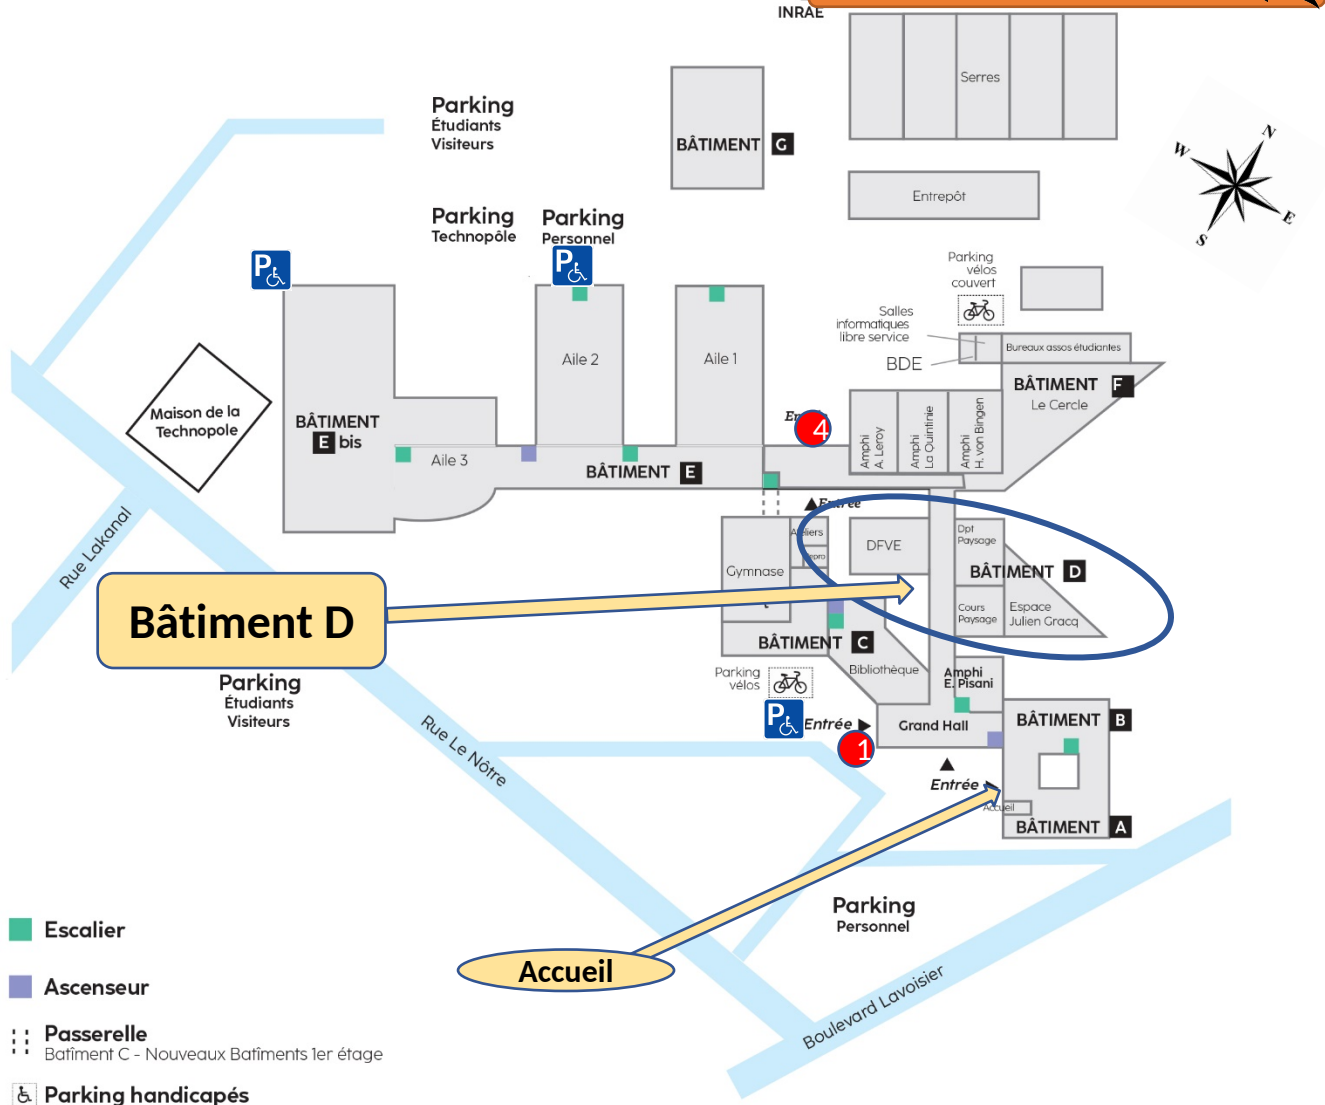 INRAE
Serres
Parking
Étudiants
Visiteurs
BÂTIMENT G
N
W
E
S
Entrepôt
Parking
Technopôle
Parking
Personnel
P
P
Parking
vélos
couvert
Salles
informatiques
libre service
BDE
Bureaux assos étudiantes
BÂTIMENT F
Le Cercle
Aile 2
Aile 1
Maison de la
Technopole
BÂTIMENT
E bis
Aile 3
BÂTIMENT E
4
Amphi
A. Leroy
Amphi
La Quintinie
Amphi
H. von Bingen
Entrée
Ateliers
DFVE
Dpt
Paysage
BÂTIMENT D
Gymnase
Cours
Paysage
Espace
Julien Gracq
Rue Lakanal
Bâtiment D
BÂTIMENT C
Bibliothèque
Parking
vélos
Amphi
E. Pisani
Parking
Étudiants
Visiteurs
P
Entrée
Grand Hall
BÂTIMENT B
1
Rue Le Nôtre
Entrée
Accueil
BÂTIMENT A
Parking
Personnel
Accueil
Boulevard Lavoisier
Escalier
Ascenseur
Passerelle
Batîment C - Nouveaux Batîments 1er étage
Parking handicapés